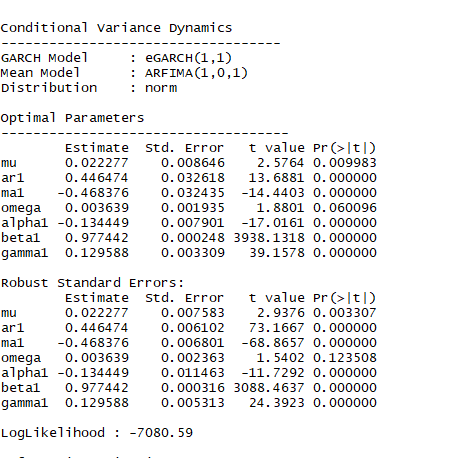 Conditional Variance Dynamics
-----------------------------------
GARCH Model : eGARCH(1,1)
Mean Model : ARFIMA(1,0,1)
Distribution : norm
Optimal Parameters
------------------------------------
Estimate Std. Error t value Pr(>|t|)
mu 0.022277 0.008646 2.5764 0.009983
ar1 0.446474 0.032618 13.6881 0.000000
ma1 -0.468376 0.032435 -14.4403 0.000000
omega 0.003639 0.001935 1.8801 0.060096
alpha1 -0.134449 0.007901 -17.0161 0.000000
beta1 0.977442 0.000248 3938.1318 0.000000
gamma1 0.129588 0.003309 39.1578 0.000000
Robust Standard Errors:
Estimate Std. Error t value Pr(>|t|)
mu 0.022277 0.007583 2.9376 0.003307
ar1 0.446474 0.006102 73.1667 0.000000
ma1 -0.468376 0.006801 -68.8657 0.000000
omega 0.003639 0.002363 1.5402 0.123508
alpha1 -0.134449 0.011463 -11.7292 0.000000
beta1 0.977442 0.000316 3088.4637 0.000000
gamma1 0.129588 0.005313 24.3923 0.000000
LogLikelihood : -7080.59